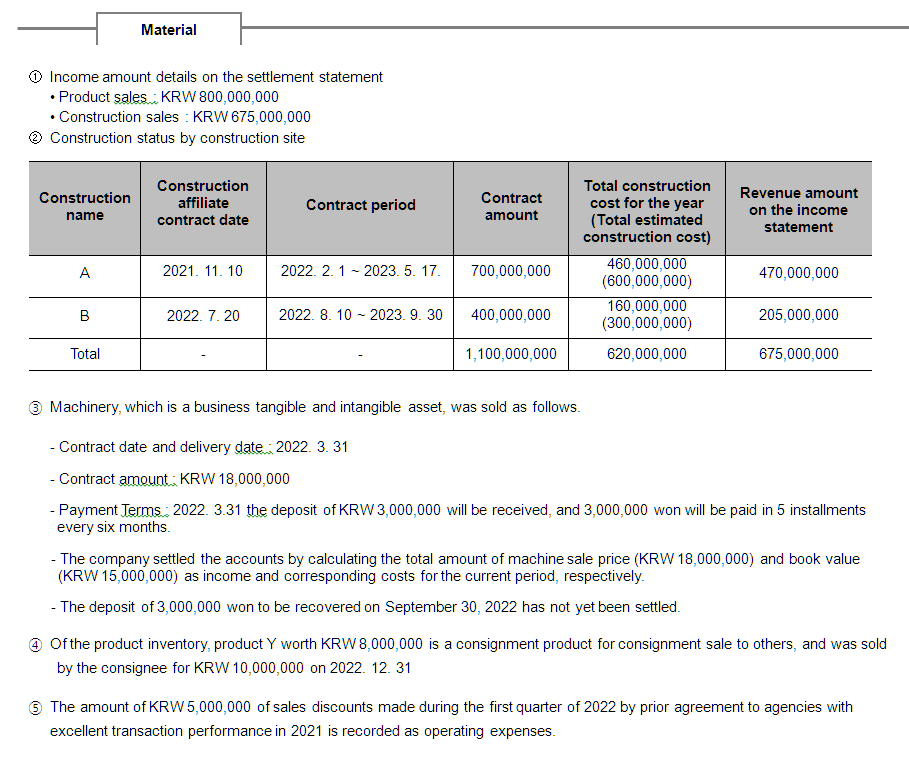 Material
① Income amount details on the settlement statement
• Product sales : KRW 800,000,000
• Construction sales : KRW 675,000,000
② Construction status by construction site
Construction name | Construction affiliate contract date | Contract period | Contract amount | Total construction cost for the year (Total estimated construction cost) | Revenue amount on the income statement
A | 2021. 11. 10 | 2022. 2. 1 ~ 2023. 5. 17. | 700,000,000 | 460,000,000 (600,000,000) | 470,000,000
B | 2022. 7. 20 | 2022. 8. 10 ~ 2023. 9. 30 | 400,000,000 | 160,000,000 (300,000,000) | 205,000,000
Total | - | - | 1,100,000,000 | 620,000,000 | 675,000,000
③ Machinery, which is a business tangible and intangible asset, was sold as follows.
- Contract date and delivery date : 2022. 3. 31
- Contract amount : KRW 18,000,000
- Payment Terms : 2022. 3.31 the deposit of KRW 3,000,000 will be received, and 3,000,000 won will be paid in 5 installments
every six months.
- The company settled the accounts by calculating the total amount of machine sale price (KRW 18,000,000) and book value
(KRW 15,000,000) as income and corresponding costs for the current period, respectively.
- The deposit of 3,000,000 won to be recovered on September 30, 2022 has not yet been settled.
④ Of the product inventory, product Y worth KRW 8,000,000 is a consignment product for consignment sale to others, and was sold
by the consignee for KRW 10,000,000 on 2022. 12. 31
⑤ The amount of KRW 5,000,000 of sales discounts made during the first quarter of 2022 by prior agreement to agencies with
excellent transaction performance in 2021 is recorded as operating expenses.